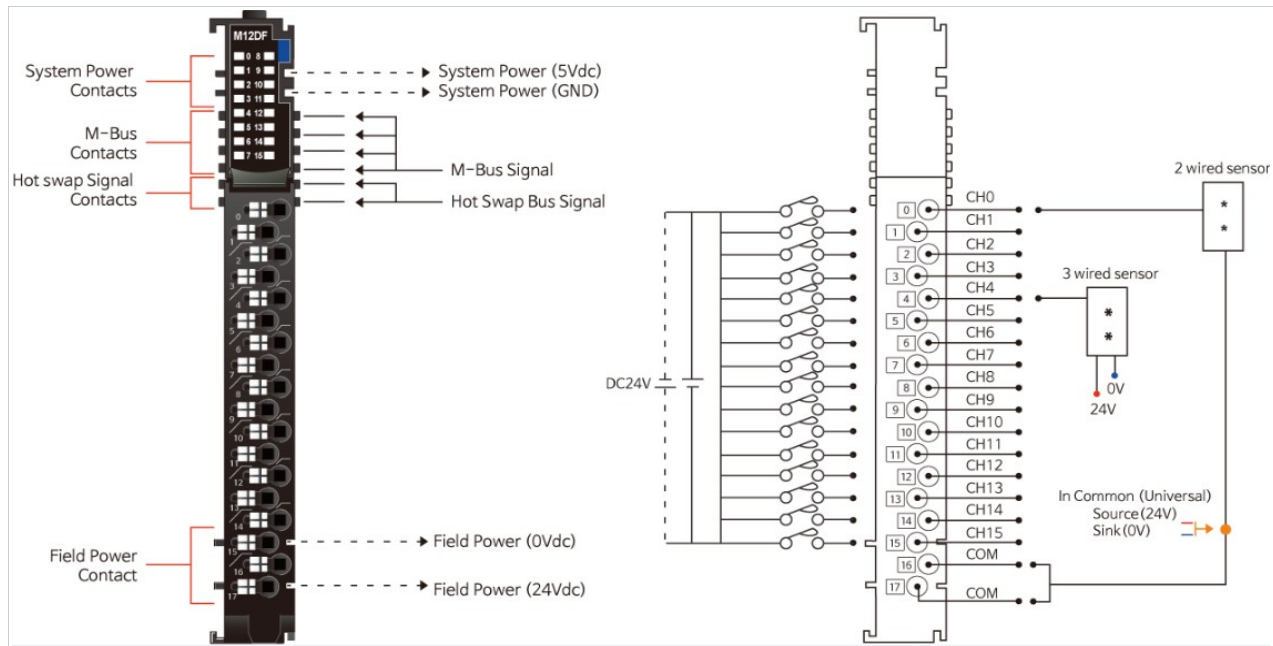 M12DF
0 8
1 9
2 10
3 11
4 12
5 13
6 14
7 15
System Power
Contacts
M-Bus
Contacts
Hot swap Signal
Contacts
Field Power
Contact
System Power (5Vdc)
System Power (GND)
M-Bus Signal
Hot Swap Bus Signal
0
1
2
3
4
5
6
7
8
9
10
11
12
13
14
15
16
17
Field Power (0Vdc)
Field Power (24Vdc)
DC24V
0
1
2
3
4
5
6
7
8
9
10
11
12
13
14
15
16
17
CH0
CH1
CH2
CH3
CH4
CH5
CH6
CH7
CH8
CH9
CH10
CH11
CH12
CH13
CH14
CH15
COM
COM
2 wired sensor
* 
*
3 wired sensor
*
*
0V
24V
In Common (Universal)
Source (24V)
Sink (0V)